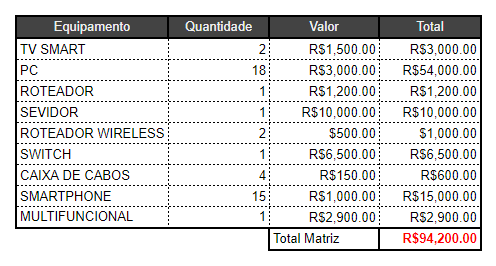 Equipamento Quantidade Valor Total
TV SMART 2 R$1,500.00 R$3,000.00
PC 18 R$3,000.00 R$54,000.00
ROTEADOR 1 R$1,200.00 R$1,200.00
SEVIDOR 1 R$10,000.00 R$10,000.00
ROTEADOR WIRELESS 2 $500.00 $1,000.00
SWITCH 1 R$6,500.00 R$6,500.00
CAIXA DE CABOS 4 R$150.00 R$600.00
SMARTPHONE 15 R$1,000.00 R$15,000.00
MULTIFUNCIONAL 1 R$2,900.00 R$2,900.00
Total Matriz R$94,200.00